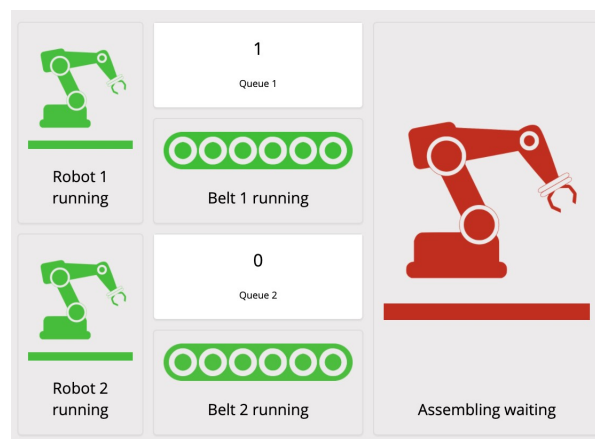 Robot 1
running
1
Queue 1
Belt 1 running
Robot 2
running
0
Queue 2
Belt 2 running
Assembling waiting